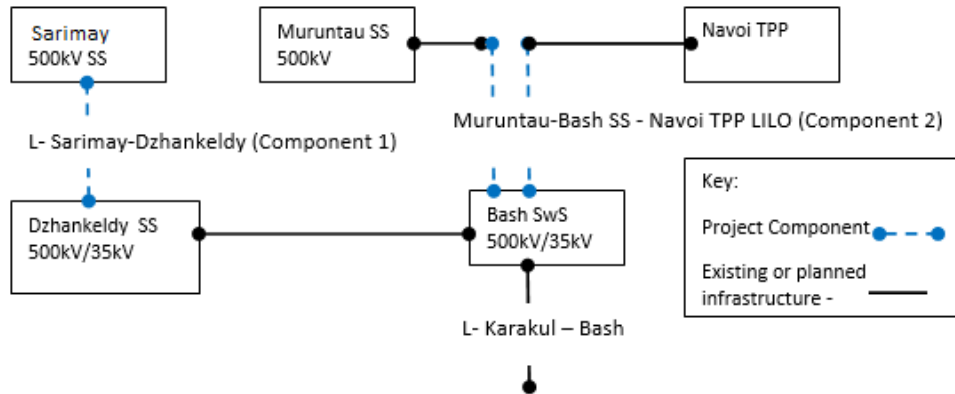 Sarimay
500kV SS
Muruntau SS
500kV
Navoi TPP
L- Sarimay-Dzhankeldy (Component 1)
Muruntau-Bash SS - Navoi TPP LILO (Component 2)
Dzhankeldy SS
500kV/35kV
Bash SwS
500kV/35kV
L- Karakul – Bash
Key:
Project Component
Existing or planned
infrastructure -